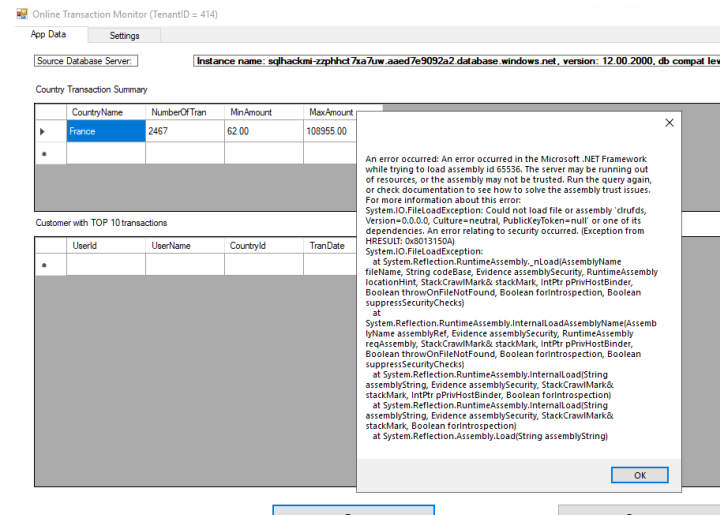 Online Transaction Monitor (TenantID = 414)
App Data
Settings
Source Database Server:
Instance name: sqlhackmi-zzphhct7xa7uw.aaed7e9092a2.database.windows.net, version: 12.00.2000, db compat lev
Country Transaction Summary
CountryName NumberOfTran MinAmount MaxAmount
France 2467 62.00 108955.00
Customer with TOP 10 transactions
UserId UserName CountryId TranDate
An error occurred: An error occurred in the Microsoft .NET Framework
while trying to load assembly id 65536. The server may be running out
of resources, or the assembly may not be trusted. Run the query again,
or check documentation to see how to solve the assembly trust issues.
For more information about this error:
System.IO.FileLoadException: Could not load file or assembly 'clrufds,
Version=0.0.0.0, Culture=neutral, PublicKeyToken=null' or one of its
dependencies. An error relating to security occurred. (Exception from
HRESULT: 0x8013150A)
System.IO.FileLoadException:
at System.Reflection.RuntimeAssembly._nLoad(AssemblyName
fileName, String codeBase, Evidence assemblySecurity, RuntimeAssembly
locationHint, StackCrawlMark& stackMark, IntPtr pPrivHostBinder,
Boolean throwOnFileNotFound, Boolean forIntrospection, Boolean
suppressSecurityChecks)
at
System.Reflection.RuntimeAssembly.InternalLoadAssemblyName(Assemb
lyName assemblyRef, Evidence assemblySecurity, RuntimeAssembly
reqAssembly, StackCrawlMark& stackMark, IntPtr pPrivHostBinder,
Boolean throwOnFileNotFound, Boolean forIntrospection, Boolean
suppressSecurityChecks)
at System.Reflection.RuntimeAssembly.InternalLoad(String
assemblyString, Evidence assemblySecurity, StackCrawlMark&
stackMark, IntPtr pPrivHostBinder, Boolean forIntrospection)
at System.Reflection.RuntimeAssembly.InternalLoad(String
assemblyString, Evidence assemblySecurity, StackCrawlMark&
stackMark, Boolean forIntrospection)
at System.Reflection.Assembly.Load(String assemblyString)
OK